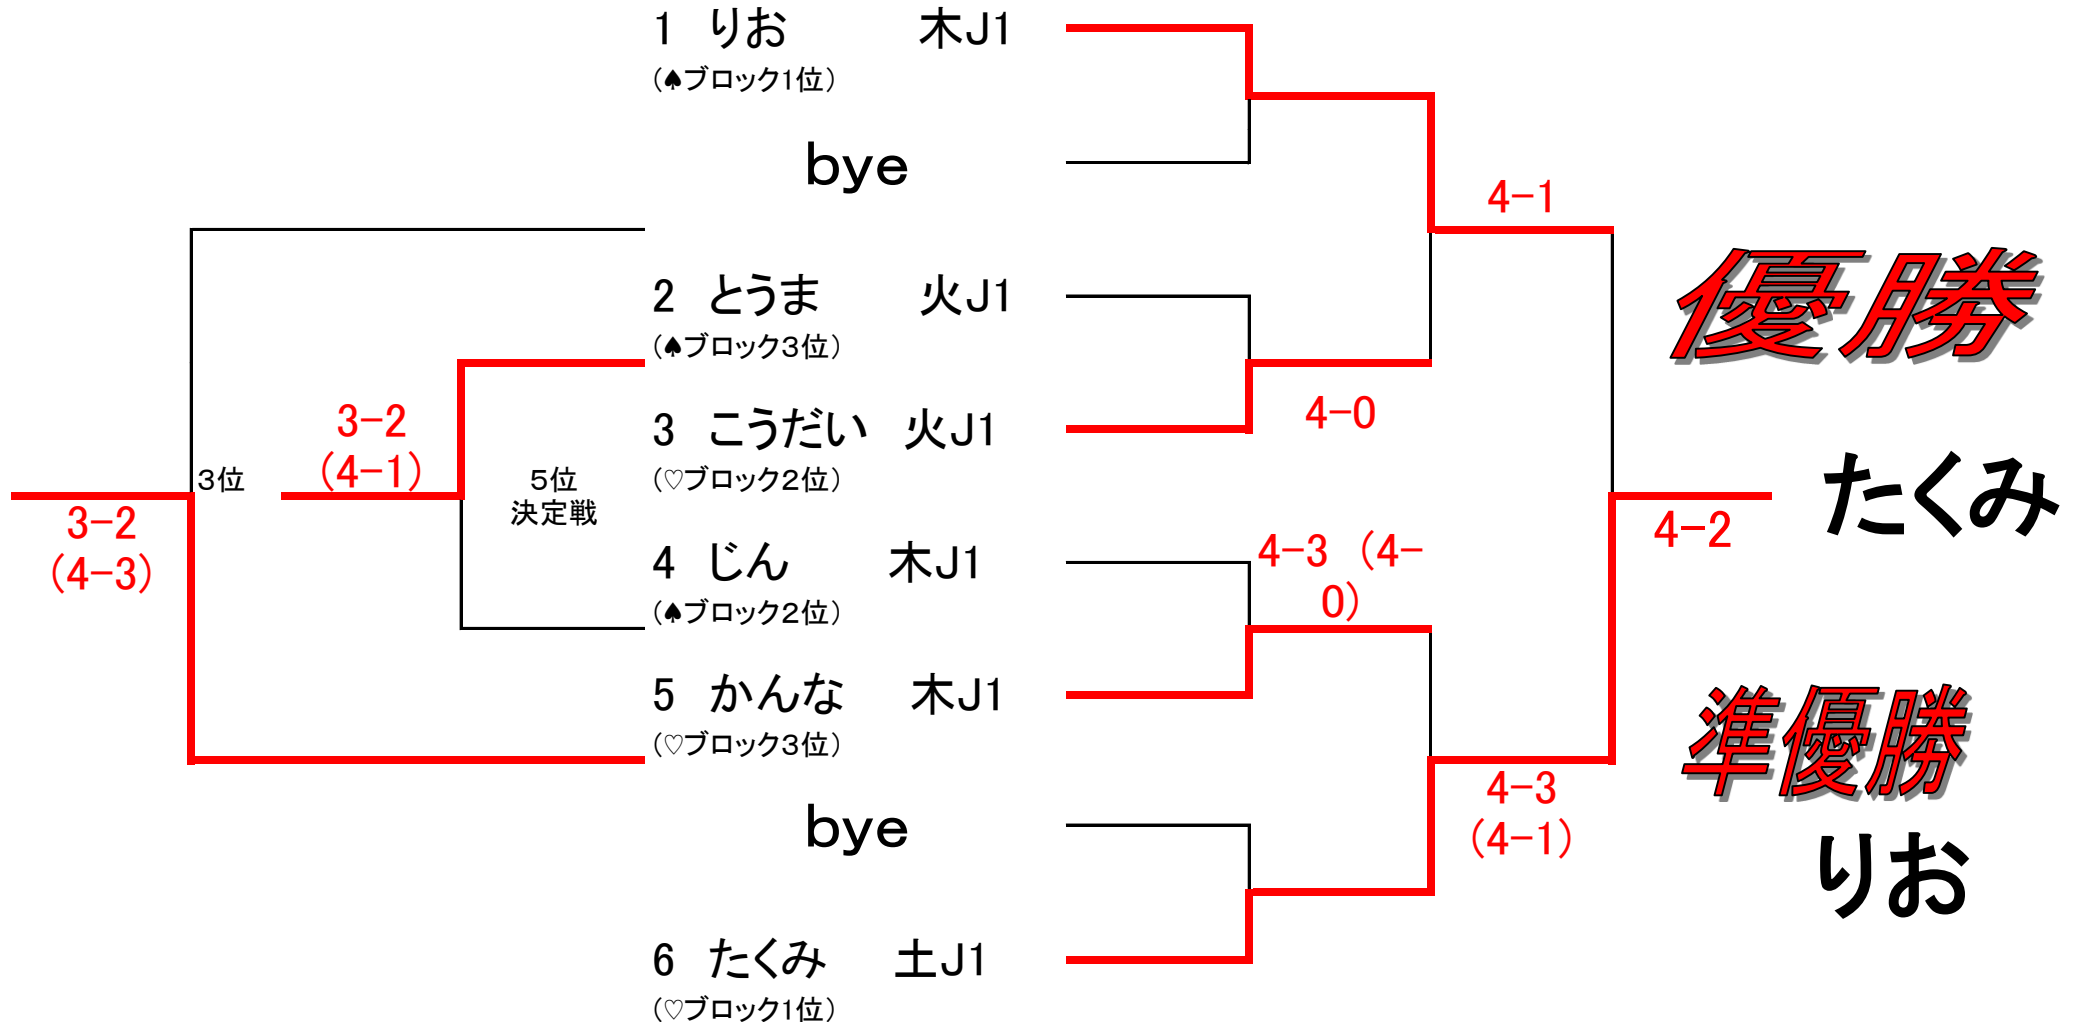 1 りお 木J1
(♠ブロック1位)
bye
4-1
優勝
2 とうま 火J1
(♠ブロック3位)
3-2
(4-1)
4-0
3 こうだい 火J1
(♡ブロック2位)
3位
5位
決定戦
たくみ
3-2
(4-3)
4-2
4 じん 木J1
(♠ブロック2位)
4-3 (4-
0)
5 かんな 木J1
(♡ブロック3位)
準優勝
4-3
(4-1)
bye
りお
6 たくみ 土J1
(♡ブロック1位)